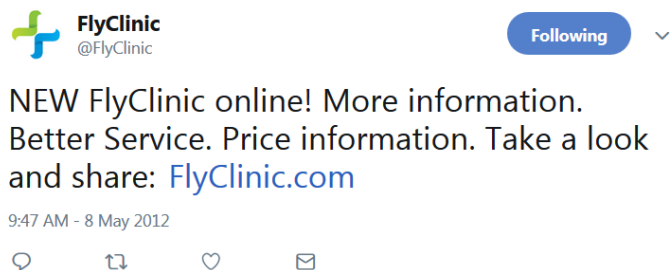 FlyClinic
@FlyClinic
Following
NEW FlyClinic online! More information.
Better Service. Price information. Take a look
and share: FlyClinic.com
9:47 AM - 8 May 2012